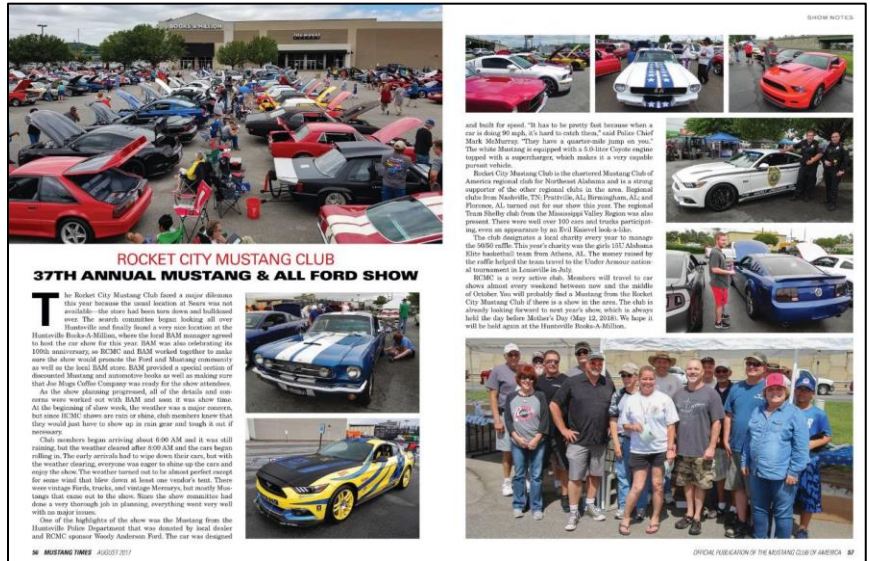 SHOW NOTES
BOOKS-A-MILLION
ROCKET CITY MUSTANG CLUB
37TH ANNUAL MUSTANG & ALL FORD SHOW
The Rocket City Mustang Club faced a major dilemma
this year because the usual location at Sears was not
available—the store had been torn down and bulldozed
over. The search committee began looking all over
Huntsville and finally found a very nice location at the
Huntsville Books-A-Million, where the local BAM manager agreed
to host the car show for this year. BAM was also celebrating its
100th anniversary, so RCMC and BAM worked together to make
sure the show would promote the Ford and Mustang community
as well as the local BAM store. BAM provided a special section of
discounted Mustang and automotive books as well as making sure
that Joe Mugs Coffee Company was ready for the show attendees.
As the show planning progressed, all of the details and con-
cerns were worked out with BAM and soon it was show time.
At the beginning of show week, the weather was a major concern,
but since RCMC shows are rain or shine, club members knew that
they would just have to show up in rain gear and tough it out if
necessary.
Club members began arriving about 6:00 AM and it was still
raining, but the weather cleared after 8:00 AM and the cars began
rolling in. The early arrivals had to wipe down their cars, but with
the weather clearing, everyone was eager to shine up the cars and
enjoy the show. The weather turned out to be almost perfect except
for some wind that blew down at least one vendor's tent. There
were vintage Fords, trucks, and vintage Mercurys, but mostly Mus-
tangs that came out to the show. Since the show committee had
done a very thorough job in planning, everything went very well
with no major issues.
One of the highlights of the show was the Mustang from the
Huntsville Police Department that was donated by local dealer
and RCMC sponsor Woody Anderson Ford. The car was designed
56 MUSTANG TIMES AUGUST 2017
and built for speed. "It has to be pretty fast because when a
car is doing 90 mph, it's hard to catch them," said Police Chief
Mark McMurray. "They have a quarter-mile jump on you."
The white Mustang is equipped with a 5.0-liter Coyote engine
topped with a supercharger, which makes it a very capable
pursuit vehicle.
Rocket City Mustang Club is the chartered Mustang Club of
America regional club for Northeast Alabama and is a strong
supporter of the other regional clubs in the area. Regional
clubs from Nashville, TN; Prattville, AL; Birmingham, AL; and
Florence, AL turned out for our show this year. The regional
Team Shelby club from the Mississippi Valley Region was also
present. There were well over 100 cars and trucks participat-
ing, even an appearance by an Evil Knievel look-a-like.
The club designates a local charity every year to manage
the 50/50 raffle. This year's charity was the girls 15U Alabama
Elite basketball team from Athens, AL. The money raised by
the raffle helped the team travel to the Under Armour nation-
al tournament in Louisville in July.
RCMC is a very active club. Members will travel to car
shows almost every weekend between now and the middle
of October. You will probably find a Mustang from the Rocket
City Mustang Club if there is a show in the area. The club is
already looking forward to next year's show, which is always
held the day before Mother's Day (May 12, 2018). We hope it
will be held again at the Huntsville Books-A-Million.
OFFICIAL PUBLICATION OF THE MUSTANG CLUB OF AMERICA 57